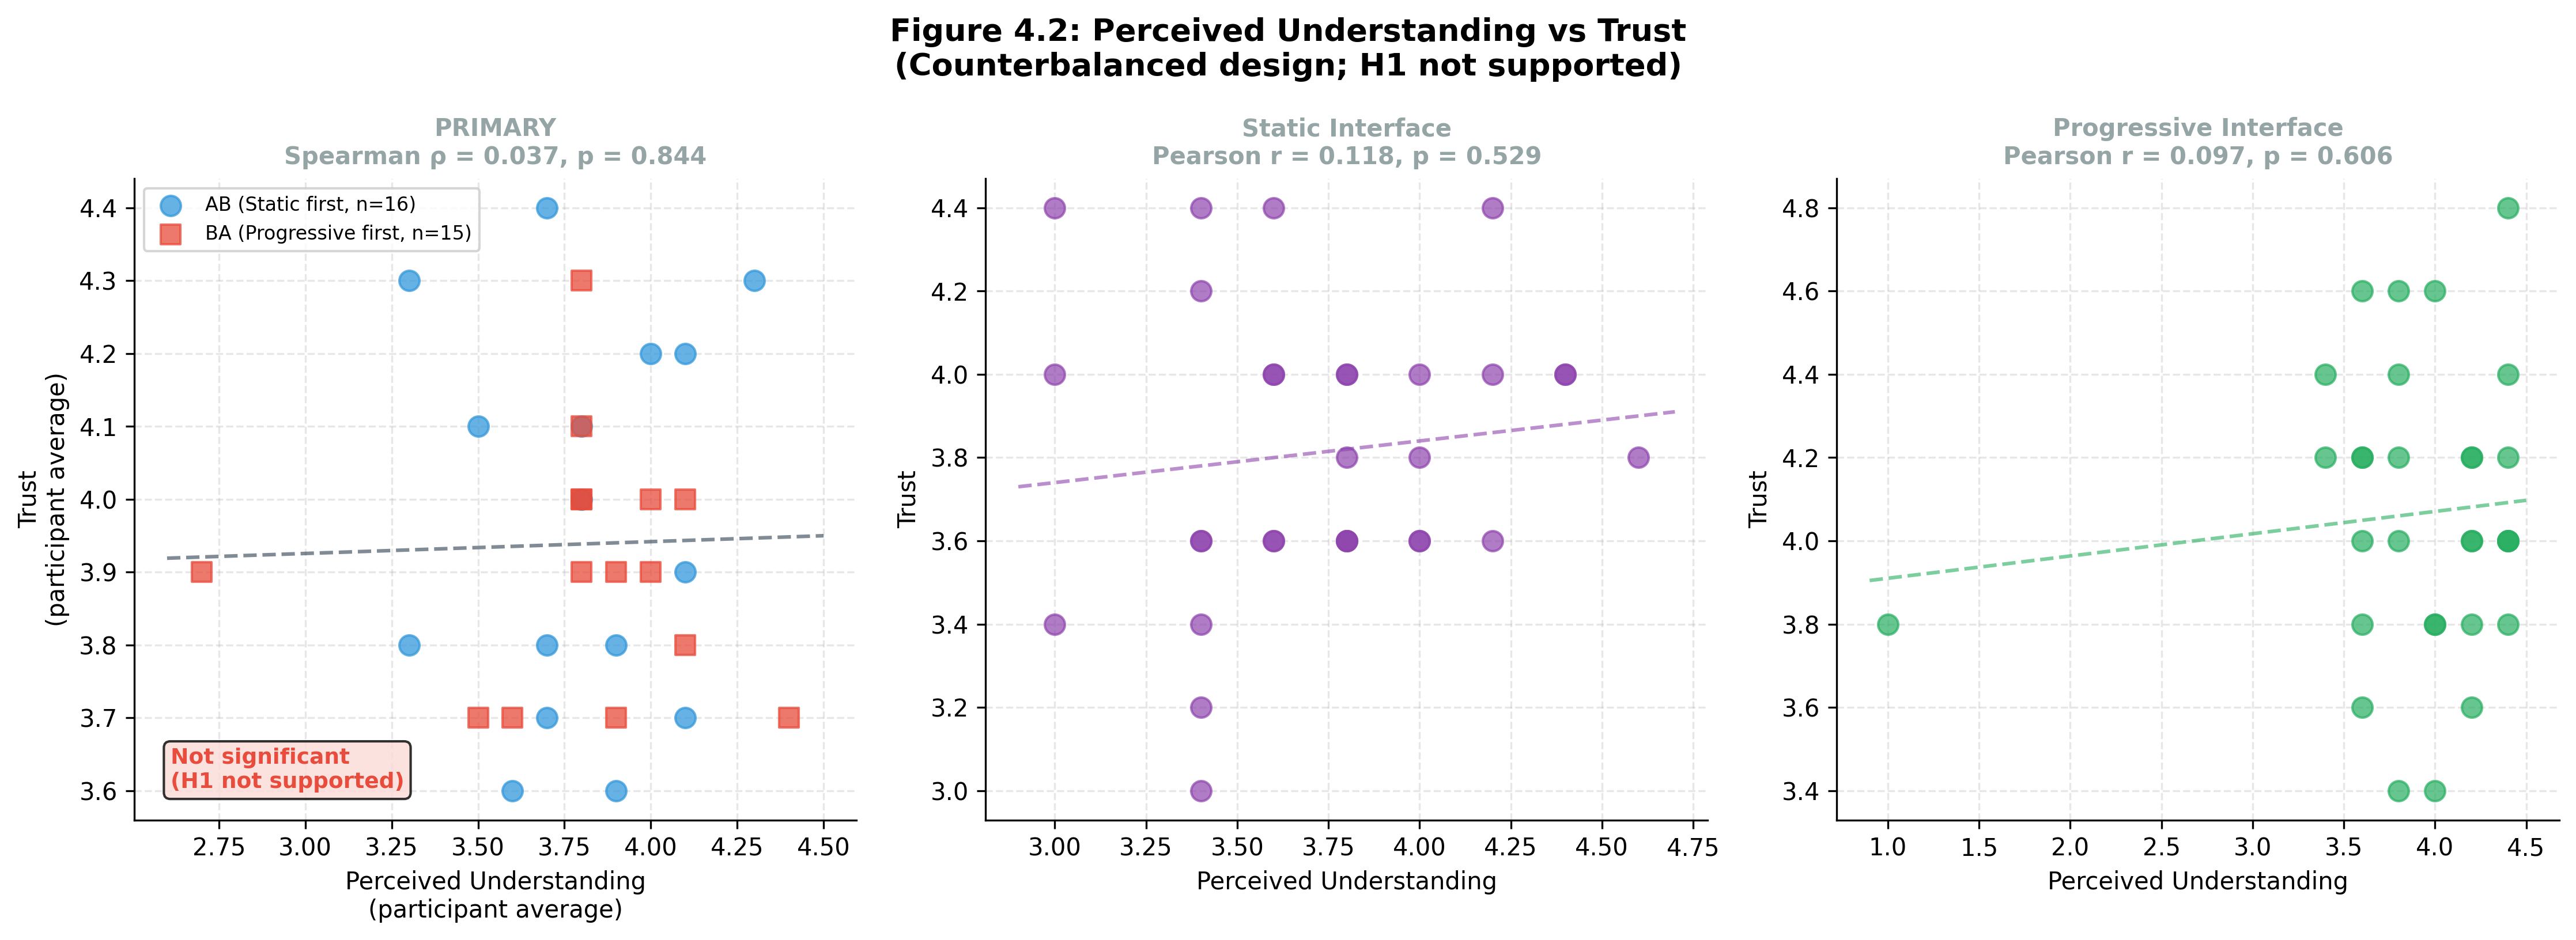 Figure 4.2: Perceived Understanding vs Trust
(Counterbalanced design; H1 not supported)
PRIMARY
Spearman ρ = 0.037, p = 0.844
AB (Static first, n=16)
BA (Progressive first, n=15)
Not significant
(H1 not supported)
Trust
(participant average)
4.4
4.3
4.2
4.1
4.0
3.9
3.8
3.7
3.6
2.75 3.00 3.25 3.50 3.75 4.00 4.25 4.50
Perceived Understanding
(participant average)
Static Interface
Pearson r = 0.118, p = 0.529
Trust
4.4
4.2
4.0
3.8
3.6
3.4
3.2
3.0
3.00 3.25 3.50 3.75 4.00 4.25 4.50 4.75
Perceived Understanding
Progressive Interface
Pearson r = 0.097, p = 0.606
Trust
4.8
4.6
4.4
4.2
4.0
3.8
3.6
3.4
1.0 1.5 2.0 2.5 3.0 3.5 4.0 4.5
Perceived Understanding